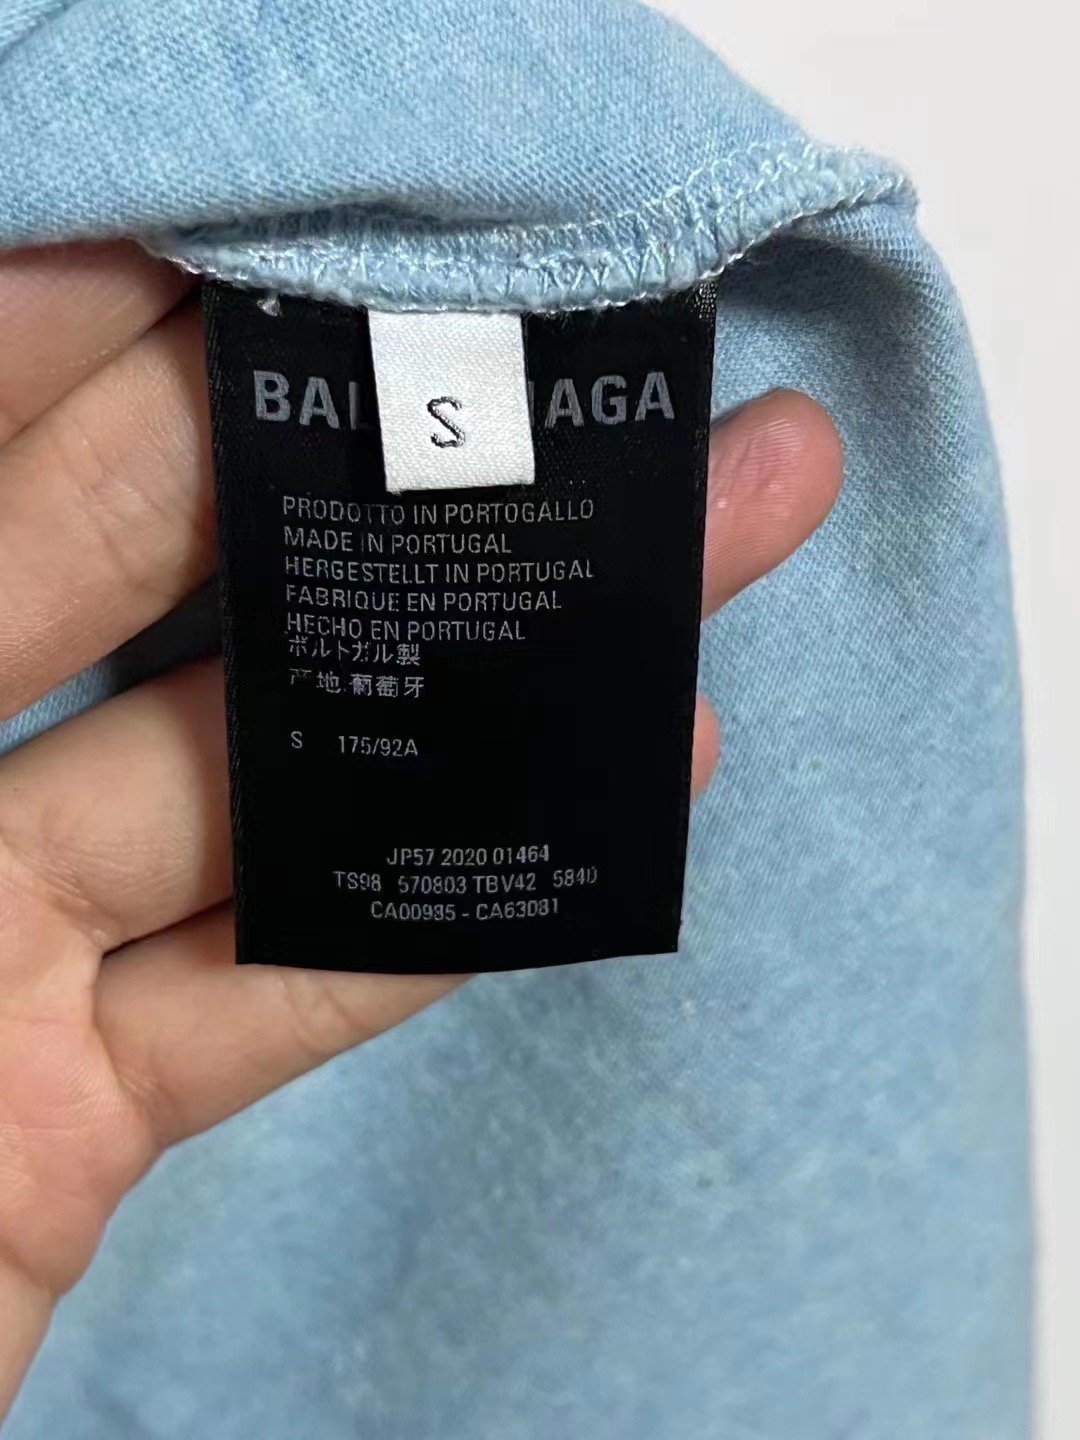 BAL AGA
S
PRODOTTO IN PORTOGALLO
MADE IN PORTUGAL
HERGESTELLT IN PORTUGAL
FABRIQUE EN PORTUGAL
HECHO EN PORTUGAL
ポルトガル製
产地:葡萄牙
S 175/92A
JP57 2020 01464
TS98 570803 TBV42 5840
CA00985 - CA63081